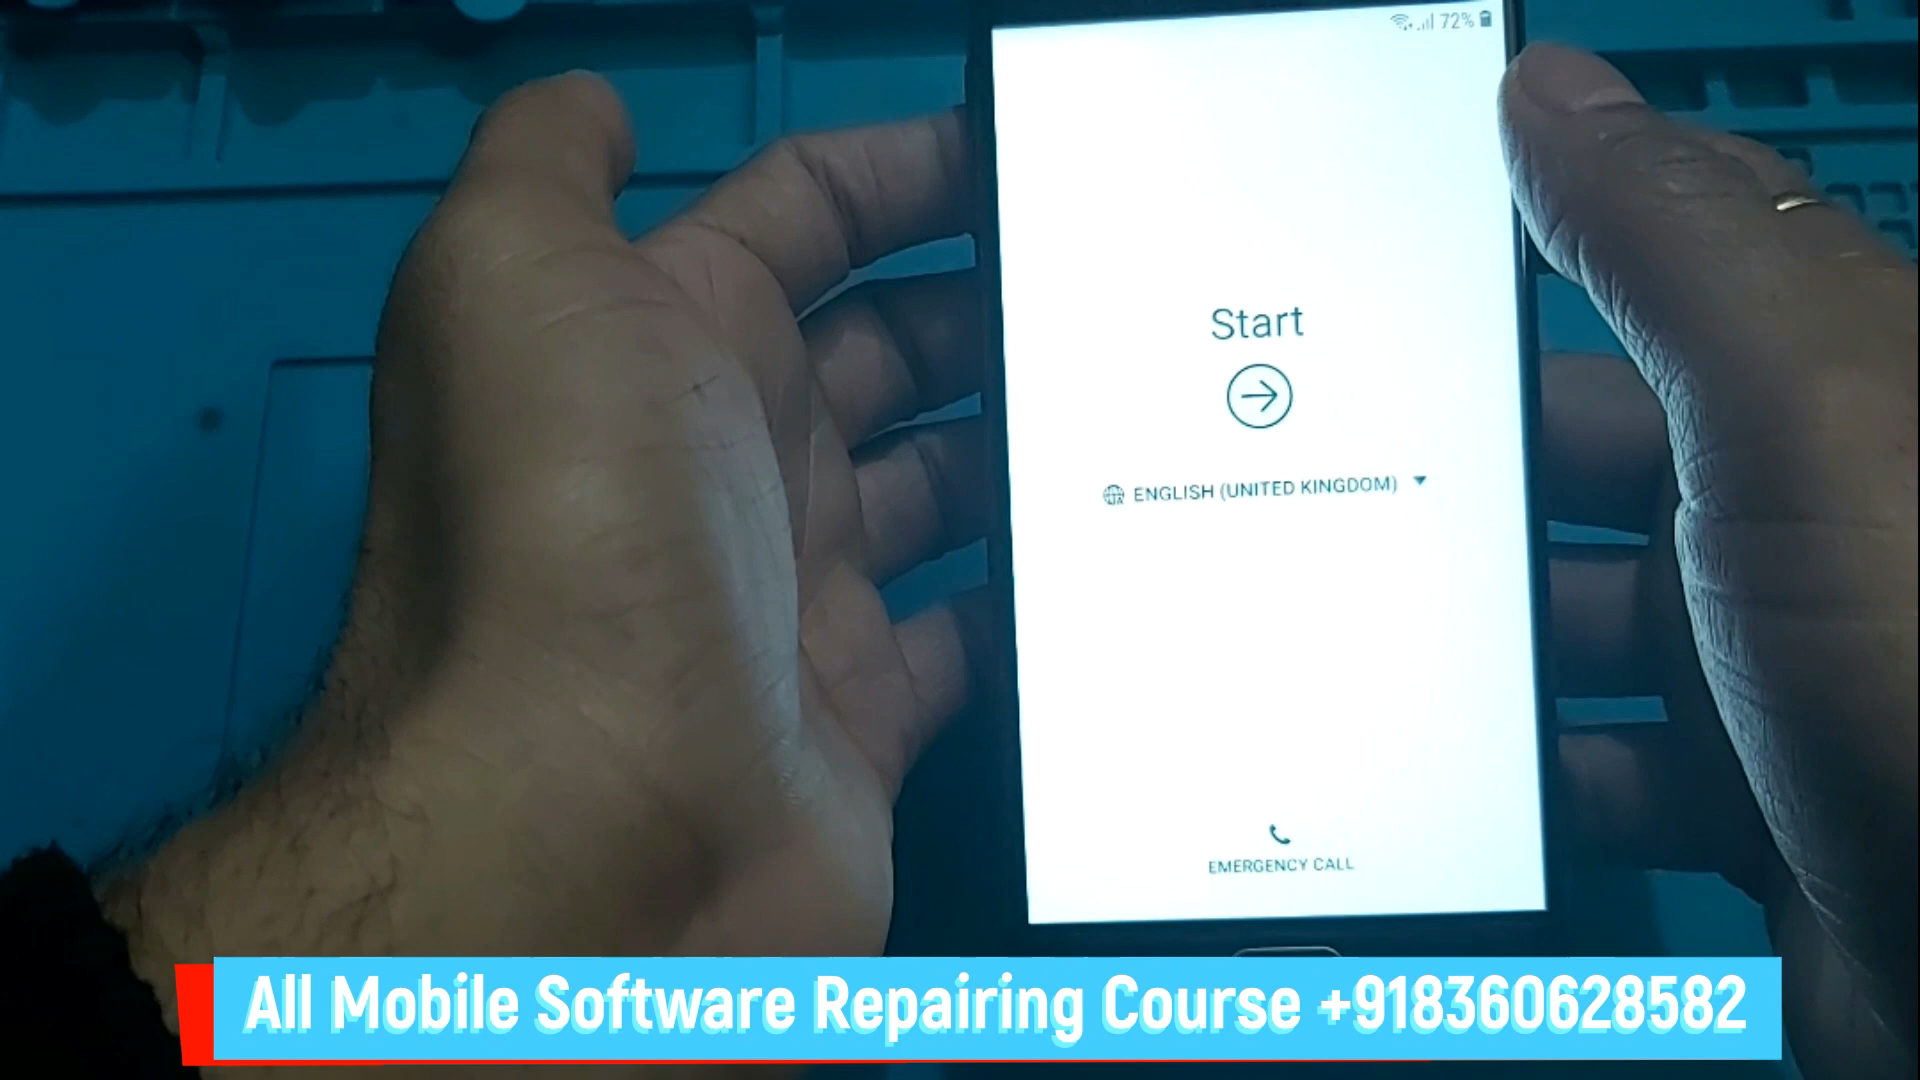 72%
Start
ENGLISH (UNITED KINGDOM)
EMERGENCY CALL
All Mobile Software Repairing Course +918360628582